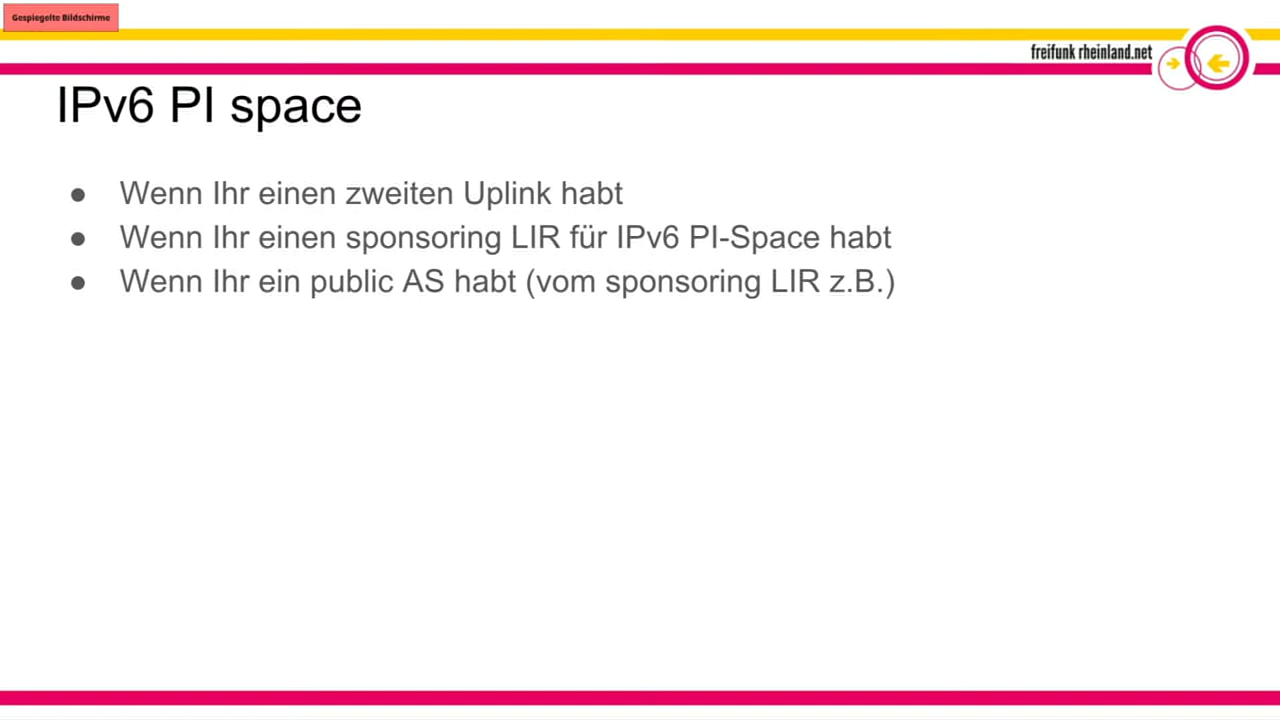 Gespiegelte Bildschirme
freifunk rheinland.net
IPv6 PI space
● Wenn Ihr einen zweiten Uplink habt
● Wenn Ihr einen sponsoring LIR für IPv6 PI-Space habt
● Wenn Ihr ein public AS habt (vom sponsoring LIR z.B.)